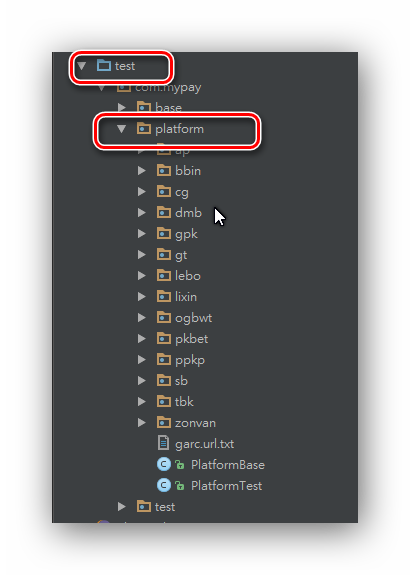 test
com.mypay
base
platform
ap
bbin
cg
dmb
gpk
gt
lebo
lixin
ogbwt
pkbet
ppkp
sb
tbk
zonvan
garc.url.txt
C PlatformBase
C PlatformTest
test